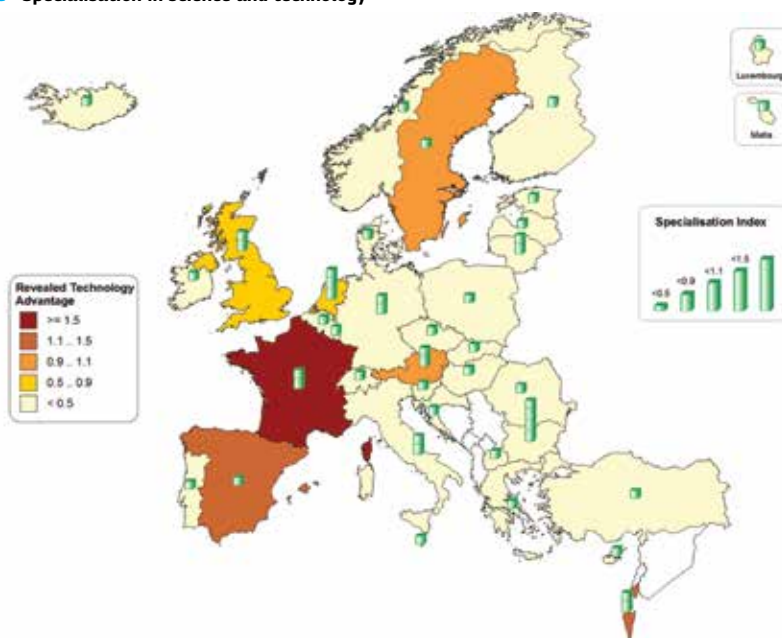 Specialisation in science and technology
Luxembourg
Malta
Specialisation Index
<0.5
<0.9
<1.1
<1.5
Revealed Technology
Advantage
>= 1.5
1.1 .. 1.5
0.9 .. 1.1
0.5 .. 0.9
< 0.5